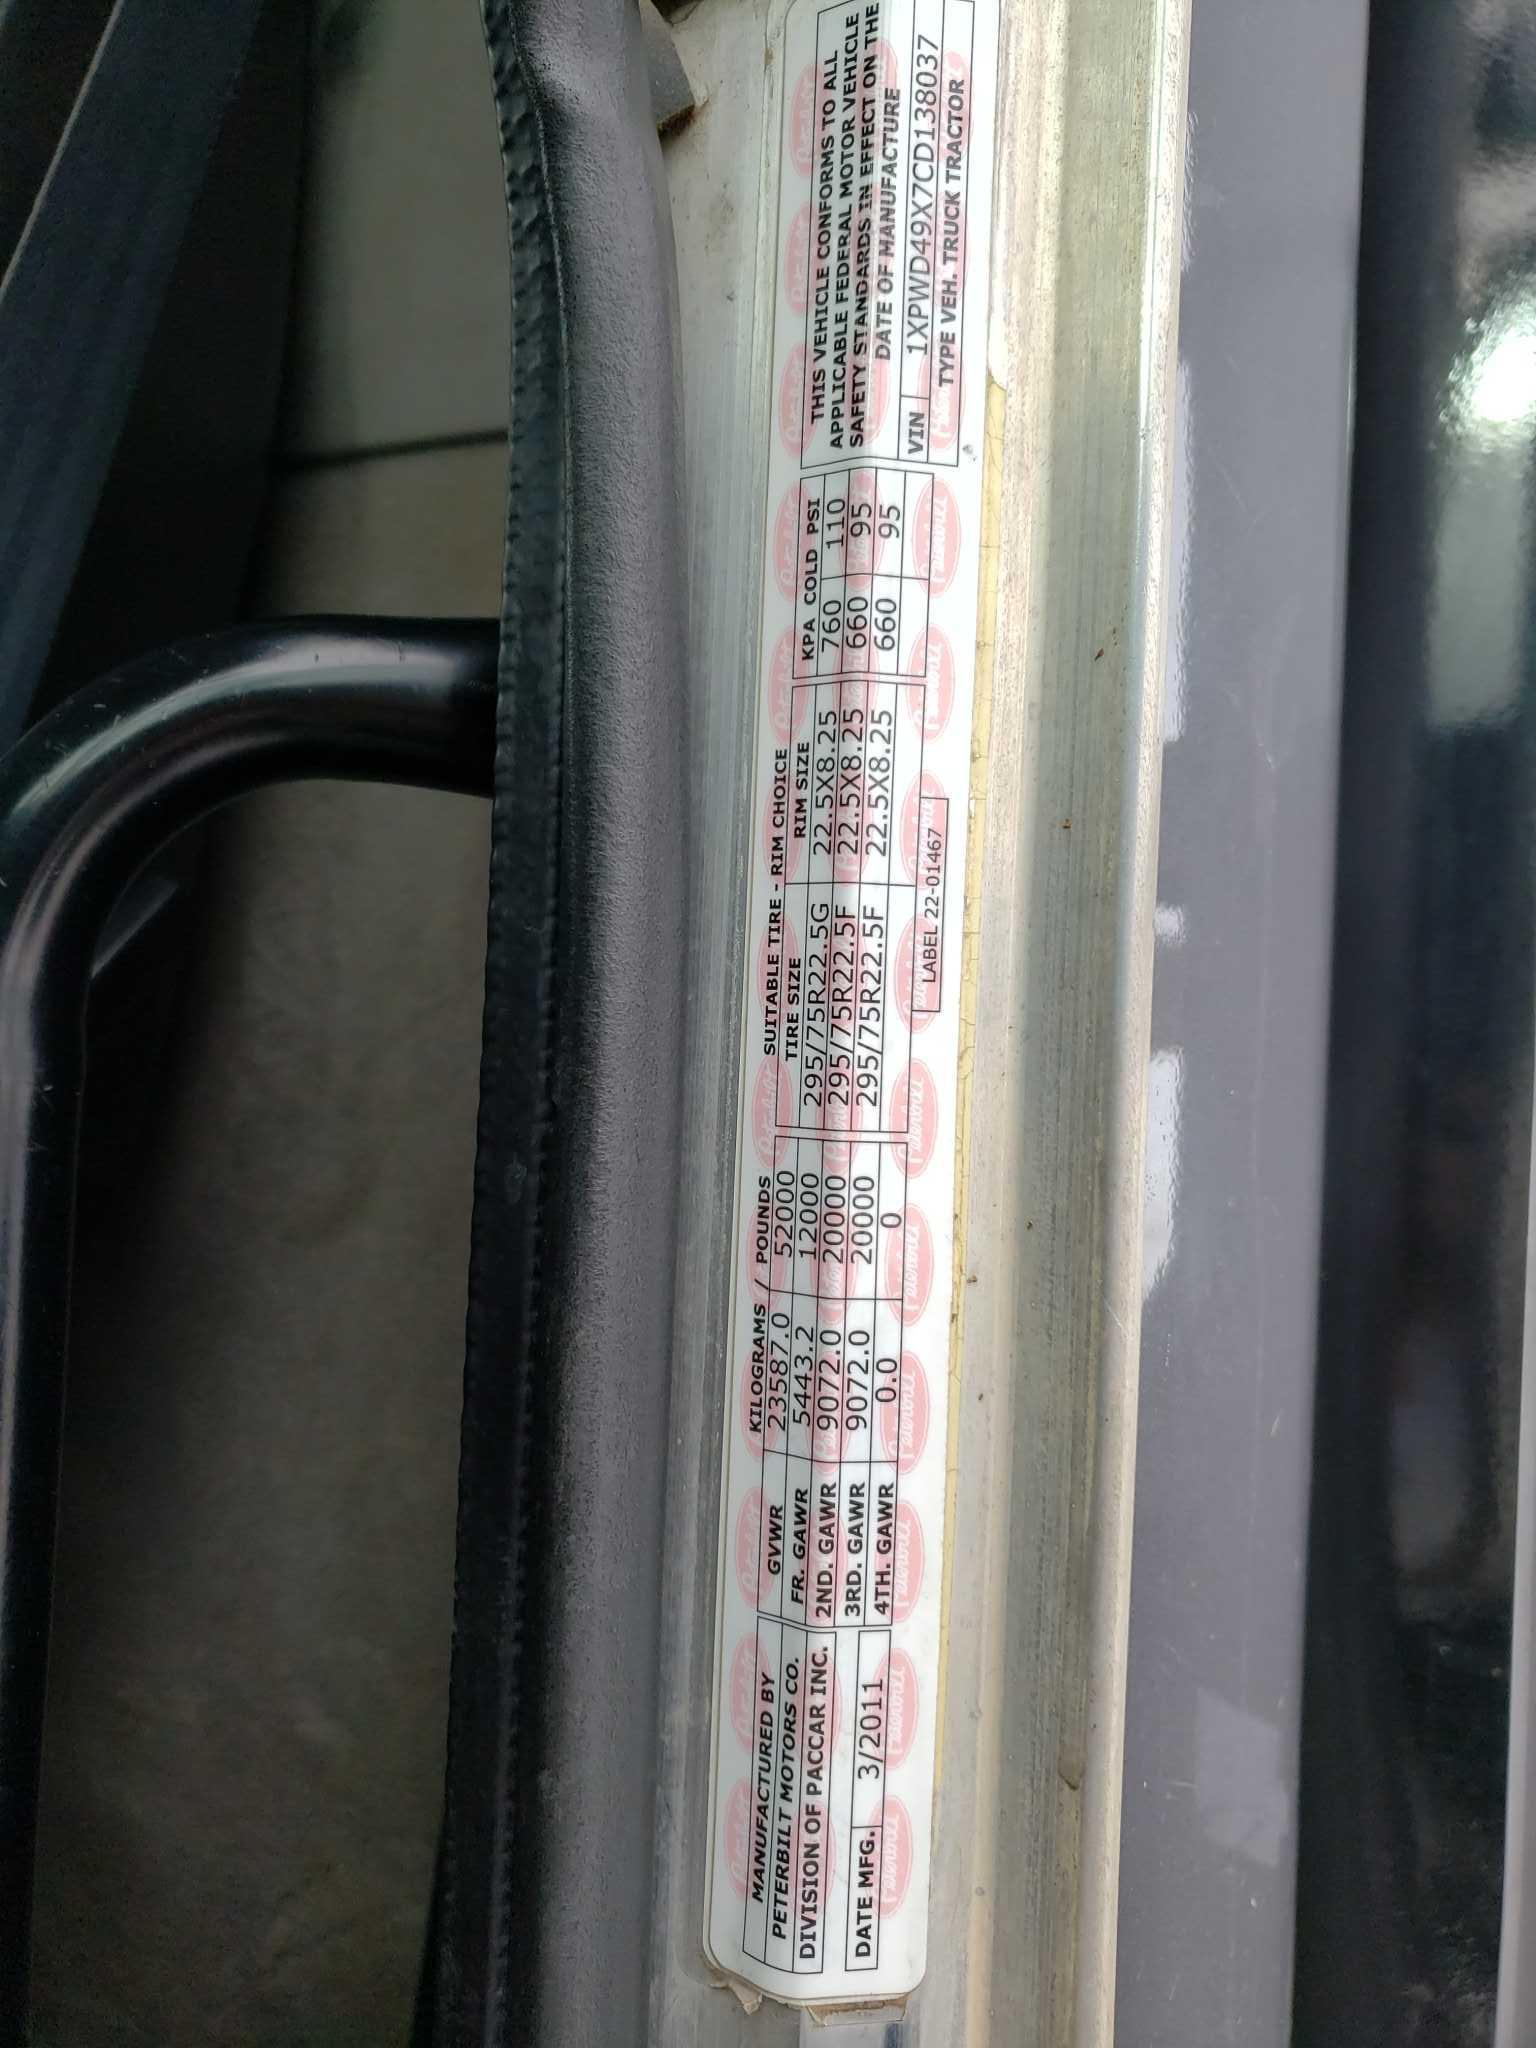 MANUFACTURED BY
PETERBILT MOTORS CO.
DIVISION OF PACCAR INC.
DATE MFG. 3/2011
KILOGRAMS / POUNDS
GVWR 23587.0 52000
FR. GAWR 5443.2 12000
2ND. GAWR 9072.0 20000
3RD. GAWR 9072.0 20000
4TH. GAWR 0.0 0
SUITABLE TIRE - RIM CHOICE
TIRE SIZE RIM SIZE KPA COLD PSI
295/75R22.5G 22.5X8.25 760 110
295/75R22.5F 22.5X8.25 660 95
295/75R22.5F 22.5X8.25 660 95
LABEL 22-01467
THIS VEHICLE CONFORMS TO ALL
APPLICABLE FEDERAL MOTOR VEHICLE
SAFETY STANDARDS IN EFFECT ON THE
DATE OF MANUFACTURE
VIN 1XPWD49X7CD138037
TYPE VEH. TRUCK TRACTOR
Peterbilt